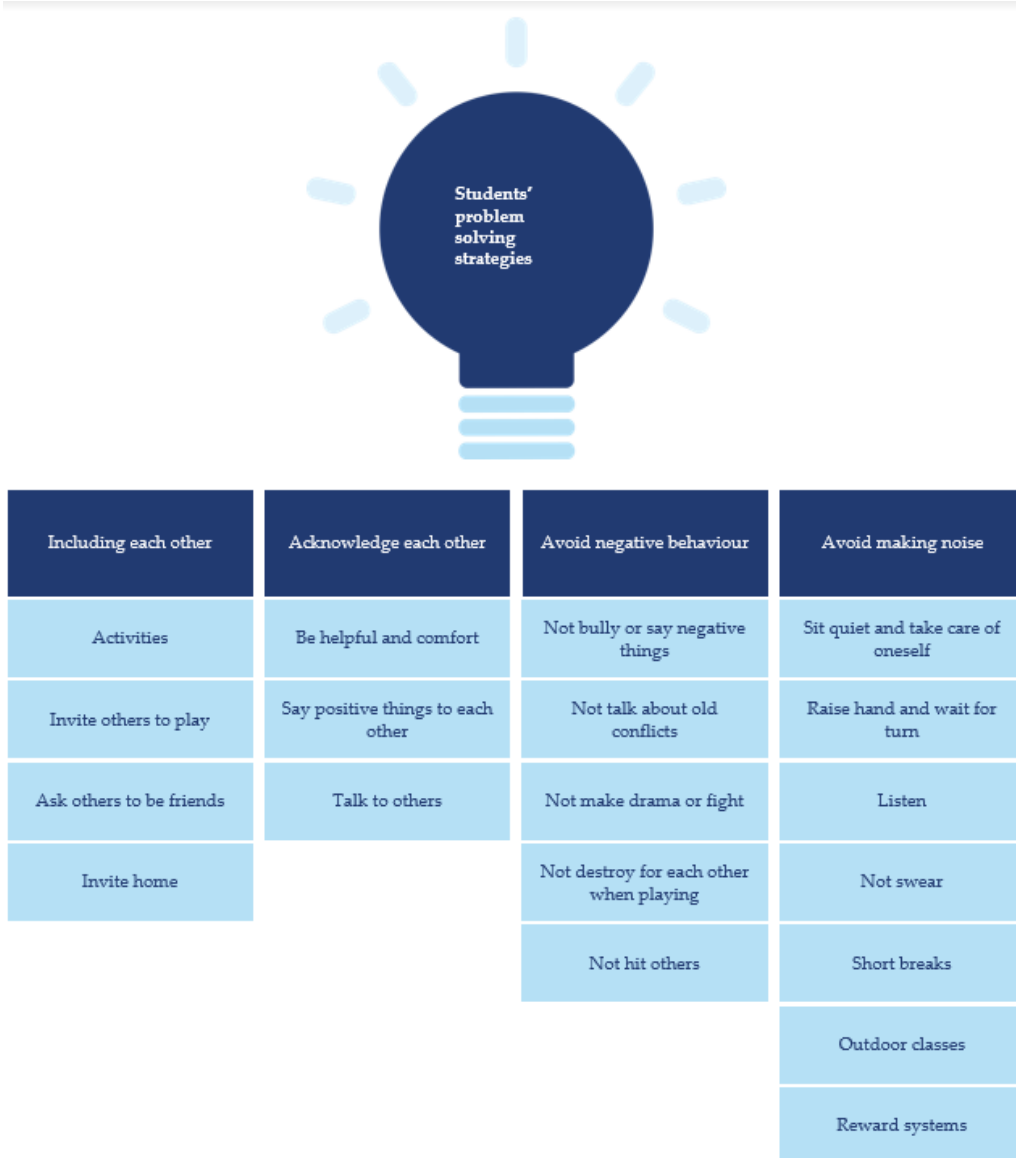 Students’
problem
solving
strategies
Including each other
Activities
Invite others to play
Ask others to be friends
Invite home
Acknowledge each other
Be helpful and comfort
Say positive things to each
other
Talk to others
Avoid negative behaviour
Not bully or say negative
things
Not talk about old
conflicts
Not make drama or fight
Not destroy for each other
when playing
Not hit others
Avoid making noise
Sit quiet and take care of
oneself
Raise hand and wait for
turn
Listen
Not swear
Short breaks
Outdoor classes
Reward systems